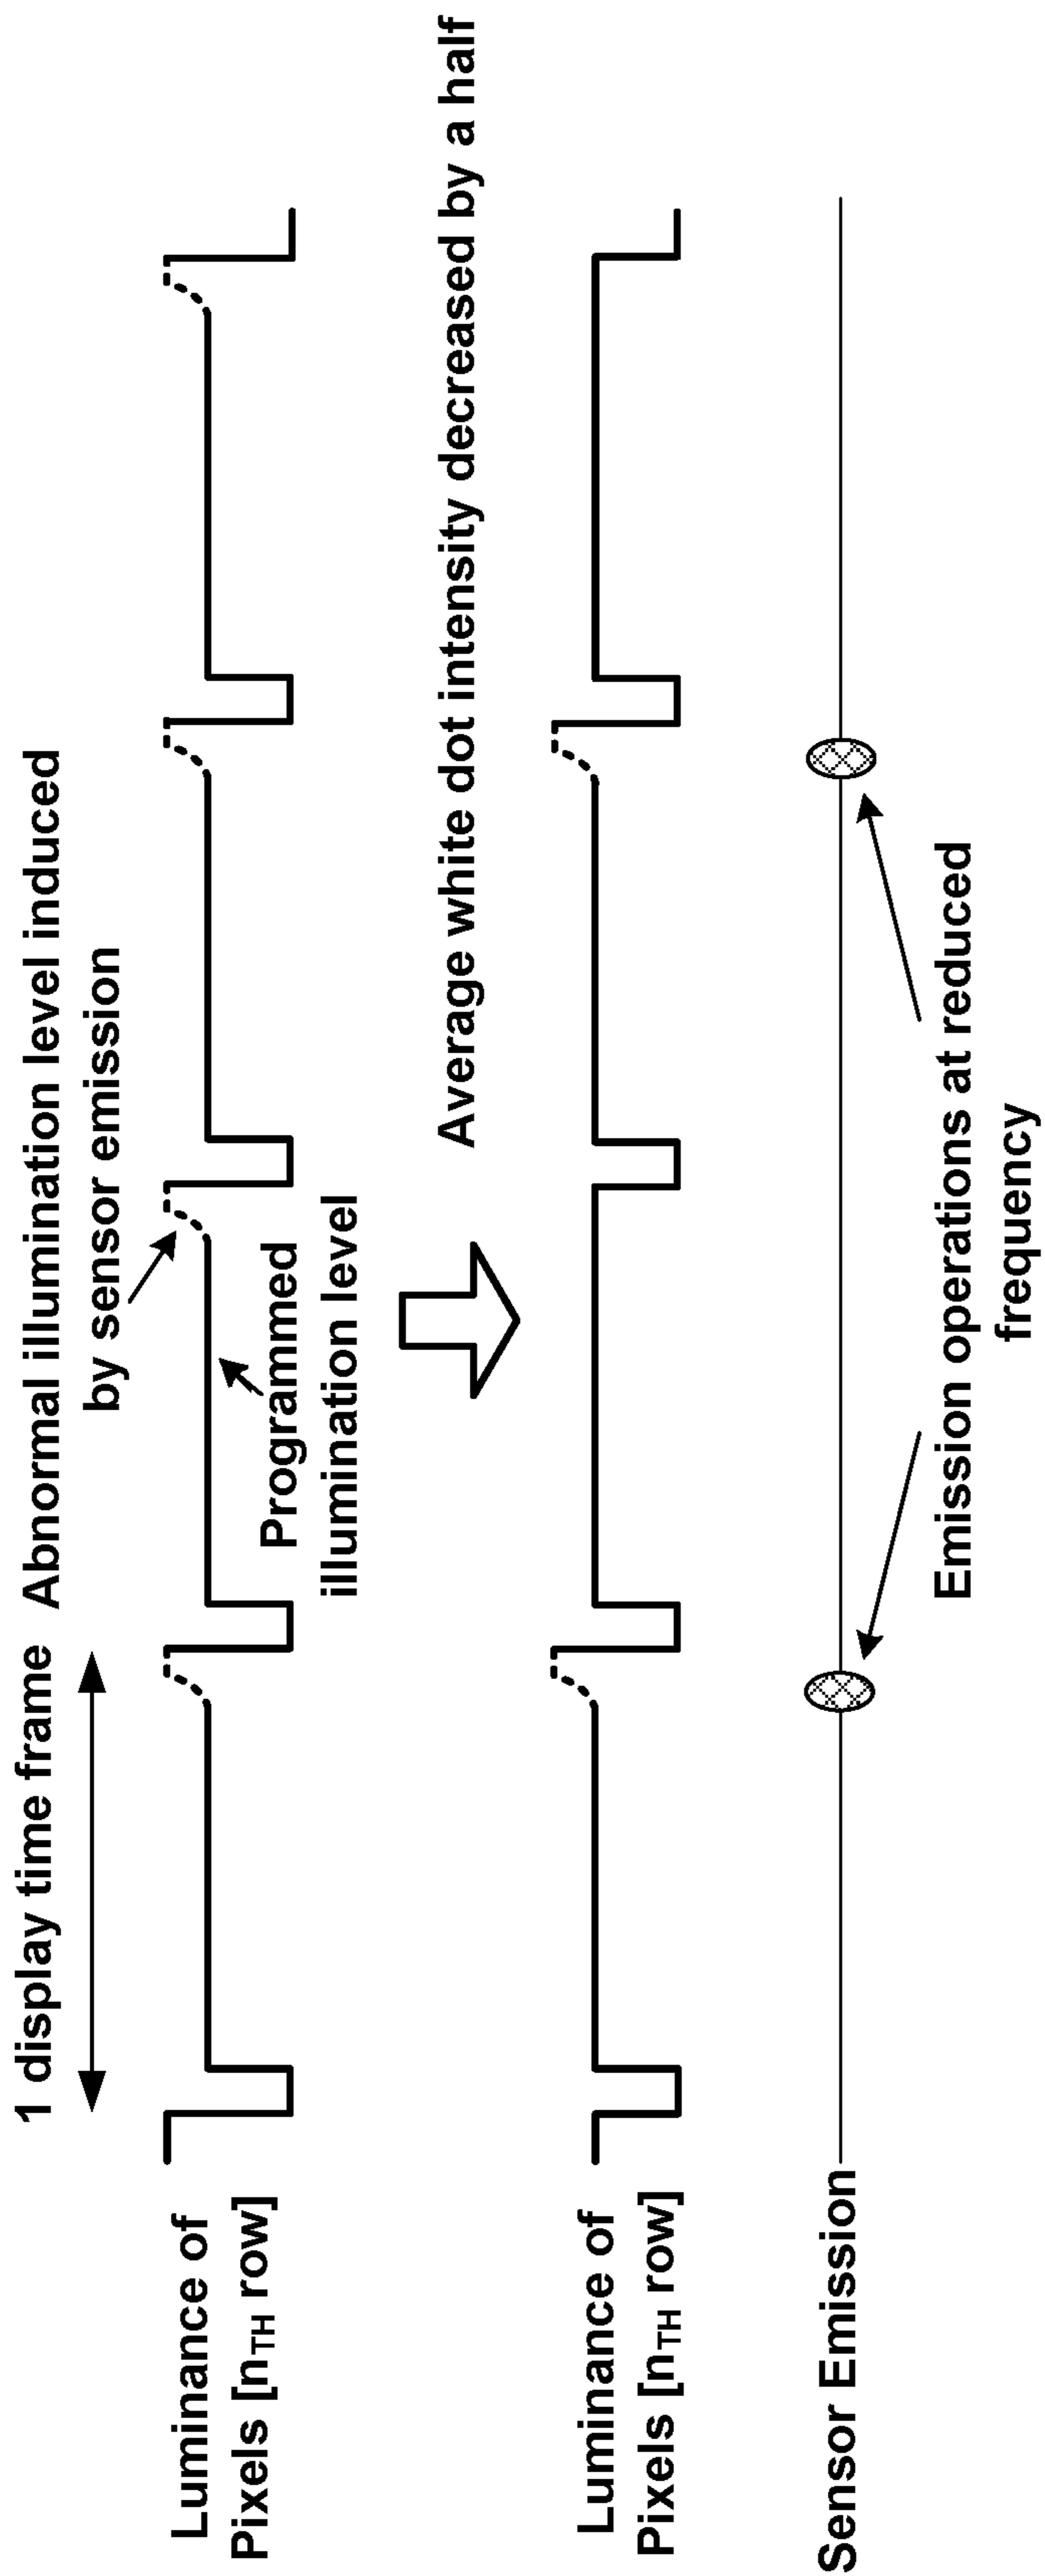 1 display time frame
Abnormal illumination level induced
by sensor emission
Luminance of
Pixels [nTH row]
Programmed
illumination level
Average white dot intensity decreased by a half
Luminance of
Pixels [nTH row]
Sensor Emission
Emission operations at reduced
frequency